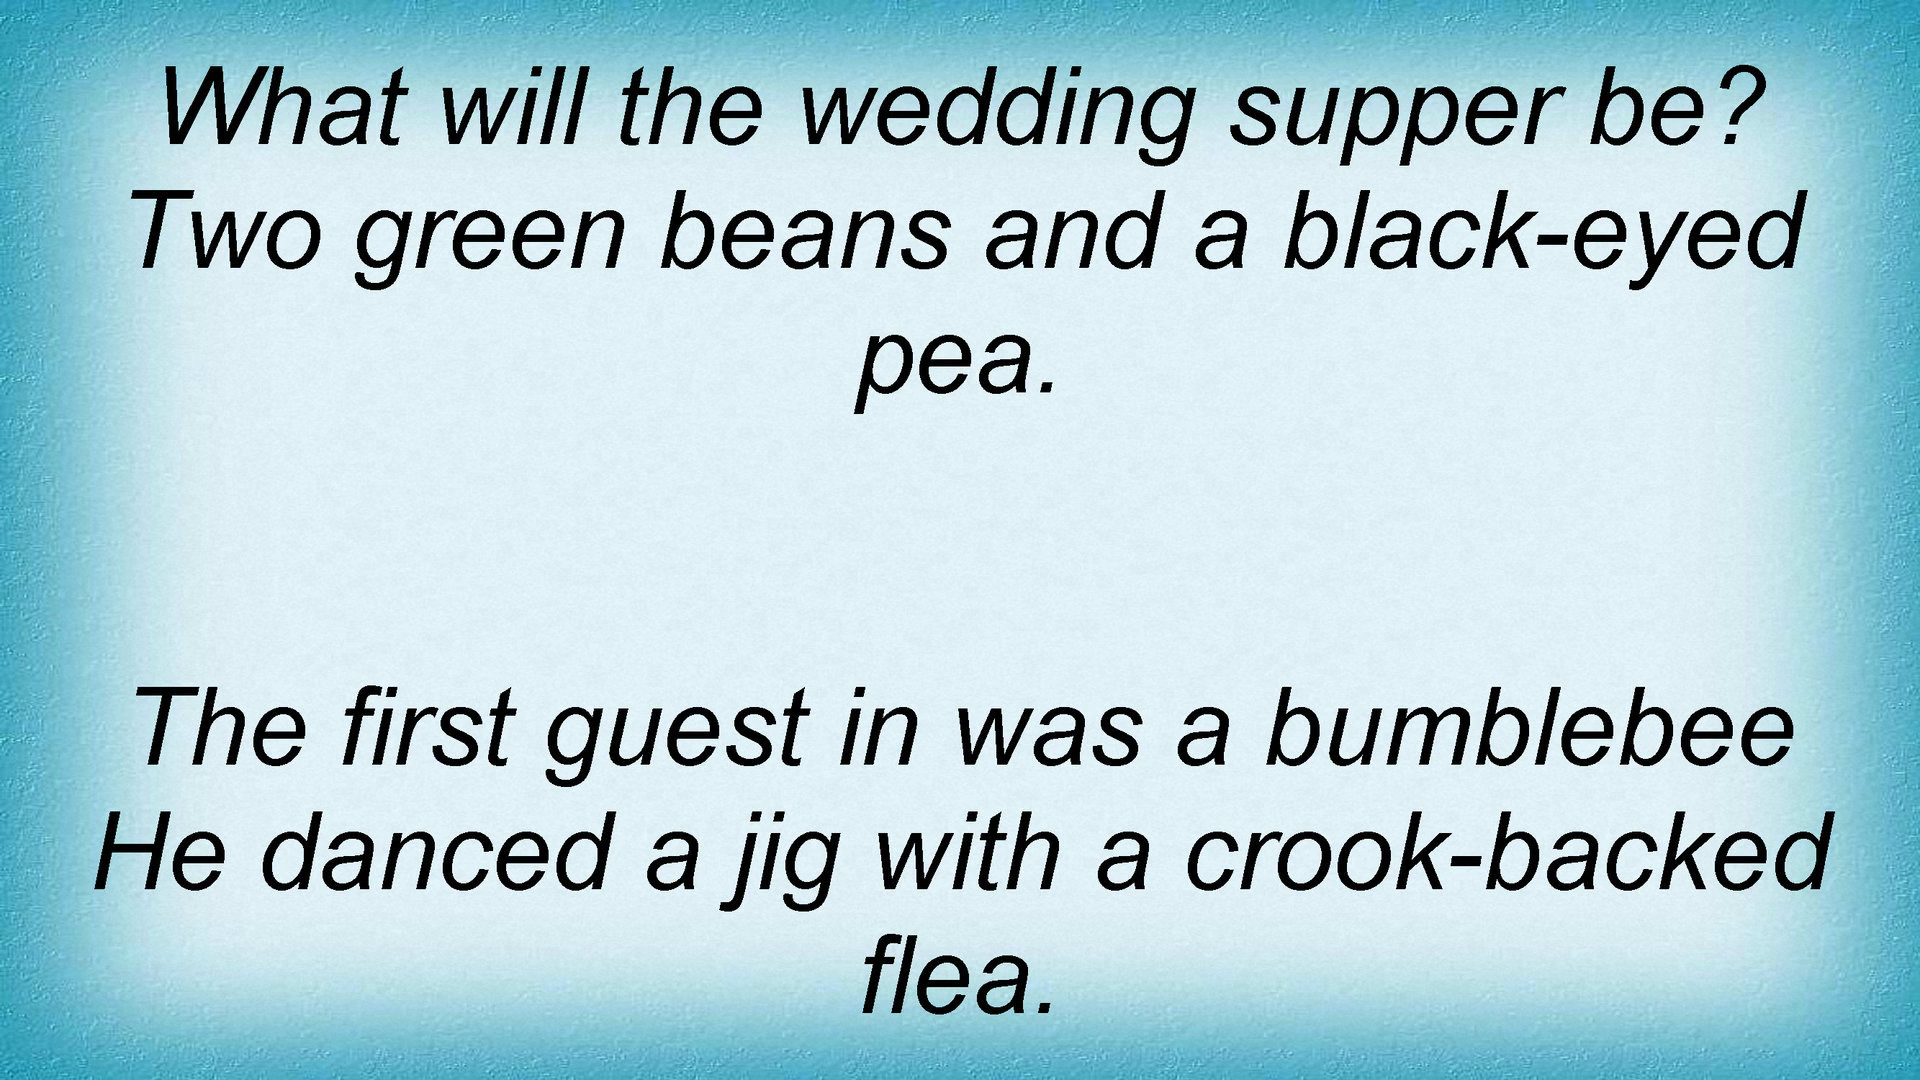 What will the wedding supper be?
Two green beans and a black-eyed
pea.
The first guest in was a bumblebee
He danced a jig with a crook-backed
flea.